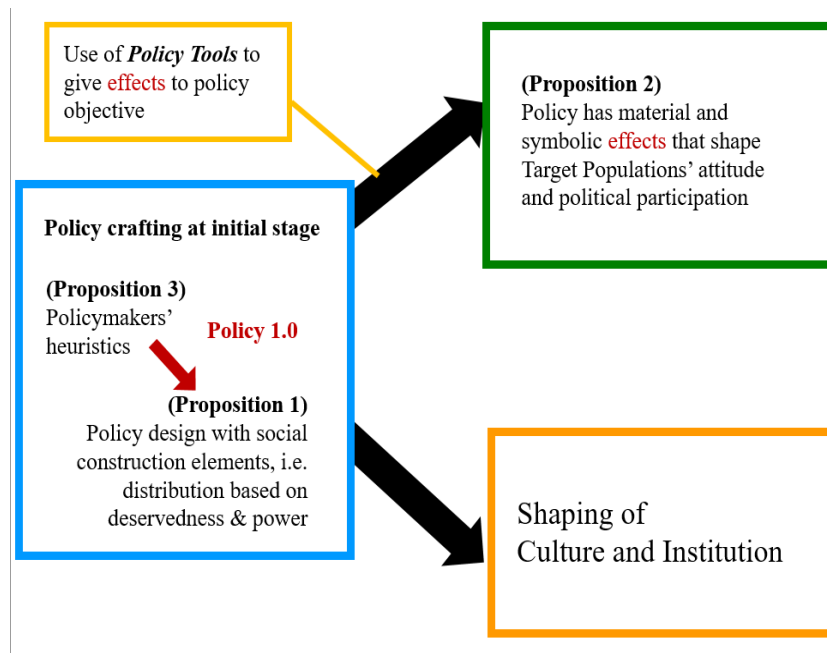 Use of Policy Tools to
give effects to policy
objective
(Proposition 2)
Policy has material and
symbolic effects that shape
Target Populations’ attitude
and political participation
Policy crafting at initial stage
(Proposition 3)
Policymakers’
heuristics
Policy 1.0
(Proposition 1)
Policy design with social
construction elements, i.e.
distribution based on
deservedness & power
Shaping of
Culture and Institution